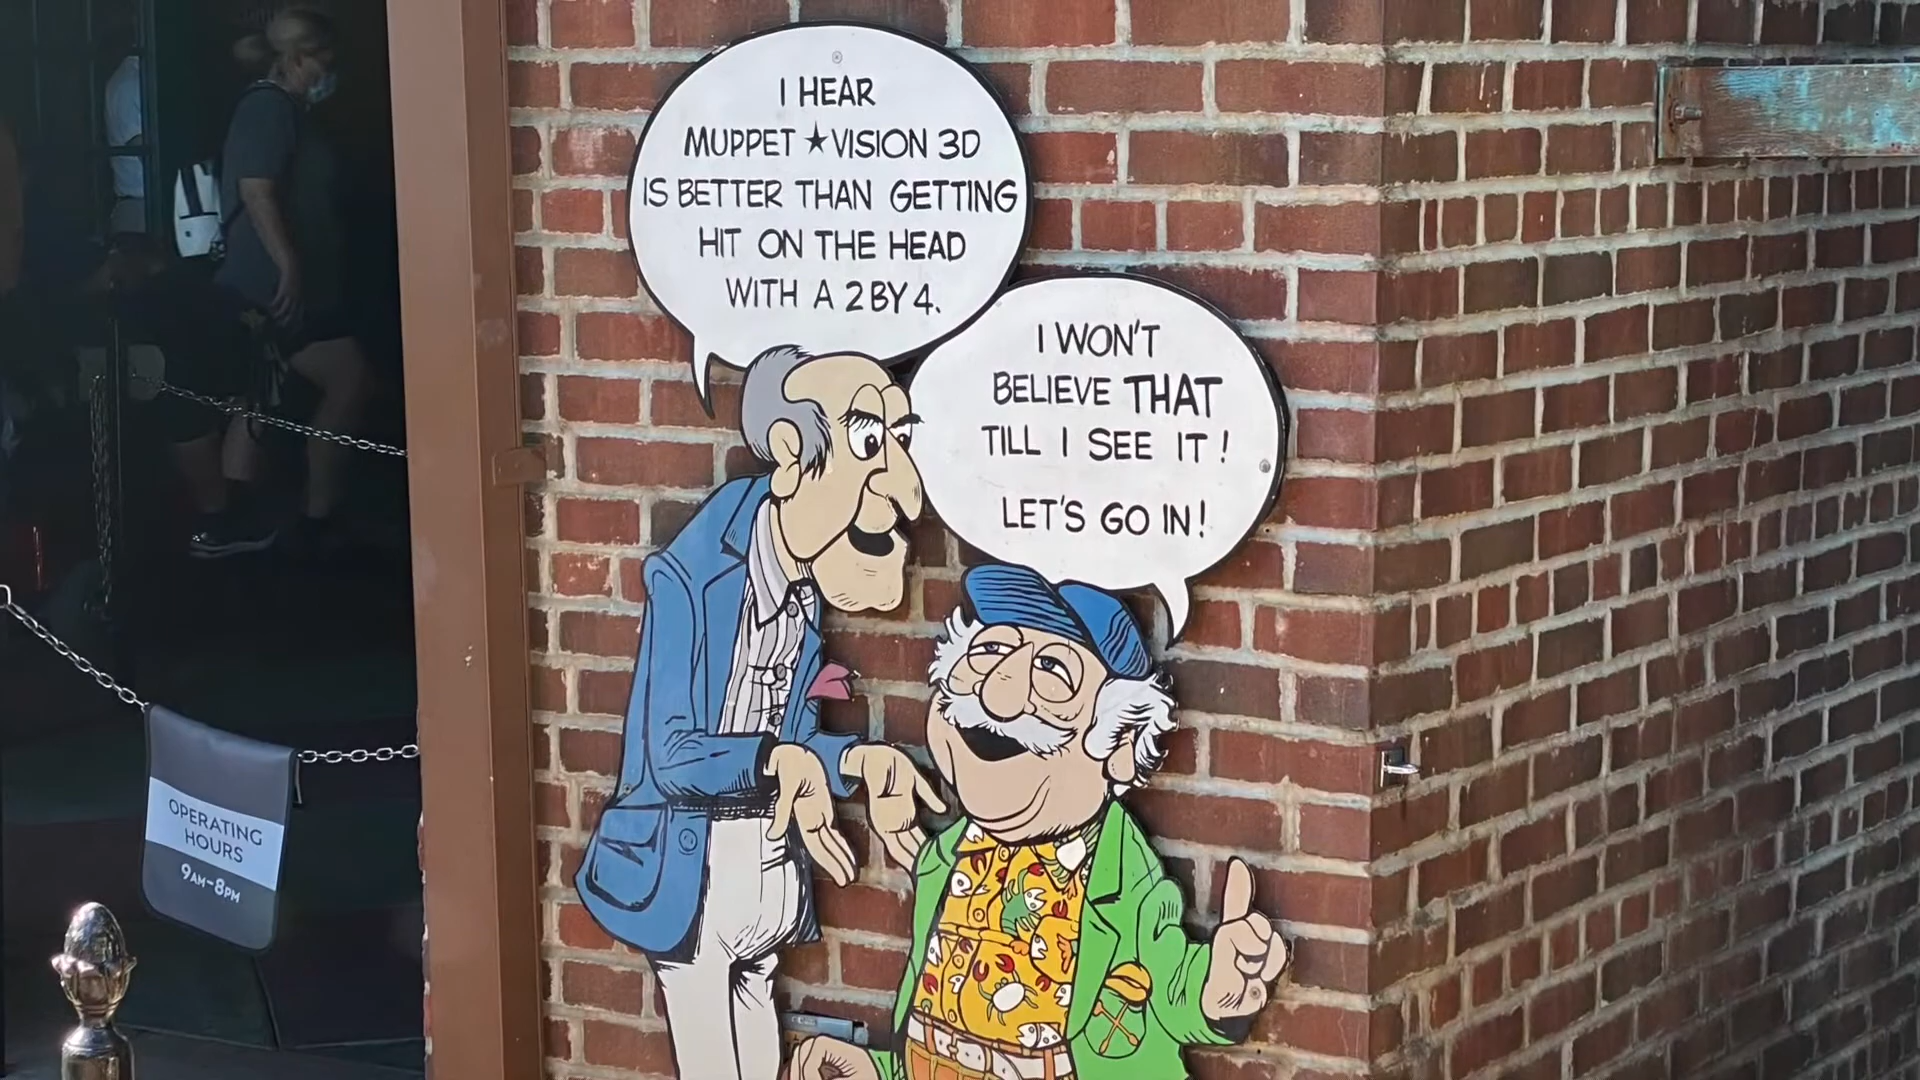 I HEAR
MUPPET★VISION 3D
IS BETTER THAN GETTING
HIT ON THE HEAD
WITH A 2 BY 4.
I WON'T
BELIEVE THAT
TILL I SEE IT!
LET'S GO IN!
OPERATING
HOURS
9AM-8PM